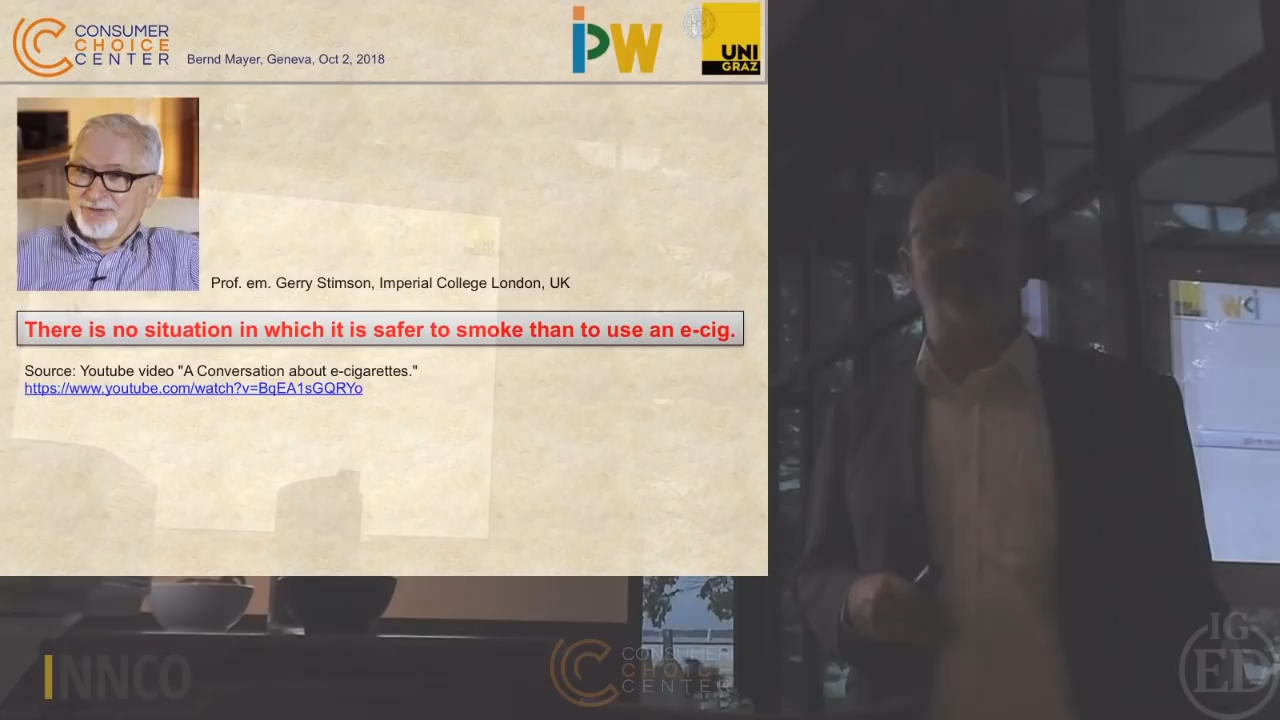 CONSUMER
CHOICE
CENTER
Bernd Mayer, Geneva, Oct 2, 2018
iPW
UNI
GRAZ
Prof. em. Gerry Stimson, Imperial College London, UK
There is no situation in which it is safer to smoke than to use an e-cig.
Source: Youtube video "A Conversation about e-cigarettes."
https://www.youtube.com/watch?v=BqEA1sGQRYo
INNCO
CONSUMER
CHOICE
CENTER
IG
ED